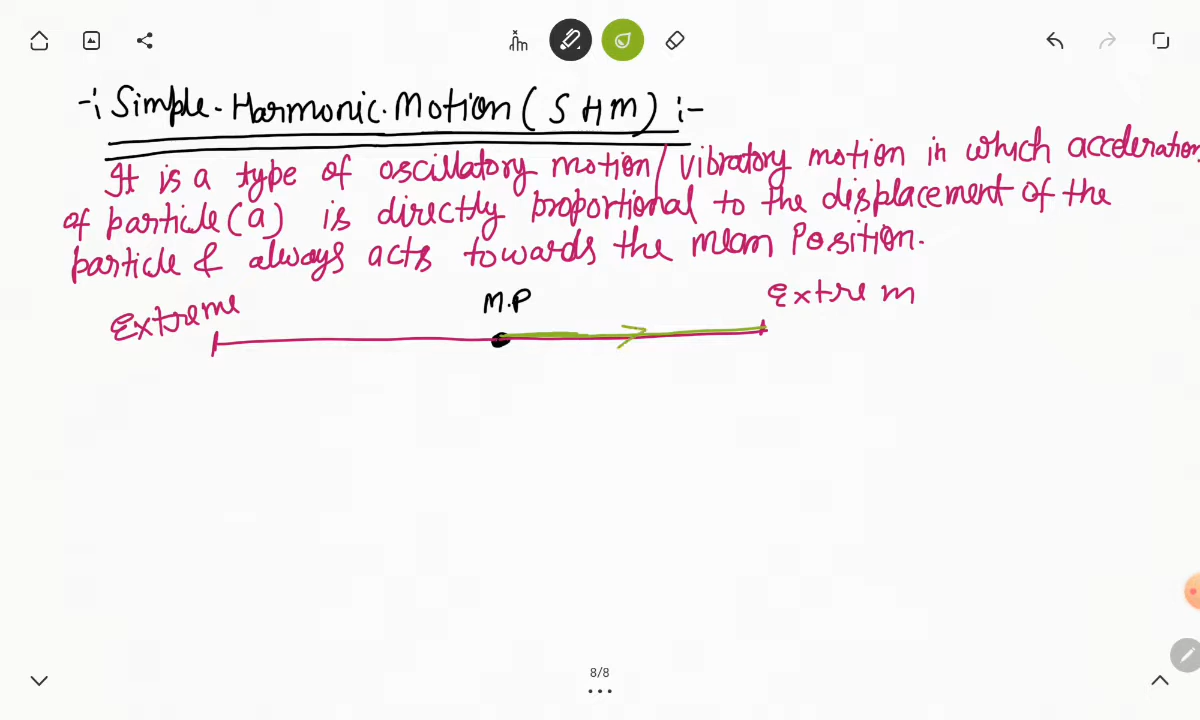 -: Simple-Harmonic.Motion (SHM) :-
It is a type of oscillatory motion/ vibratory motion in which acceleration
of particle (a) is directly proportional to the displacement of the
particle & always acts towards the mean Position.
Extreme
M.P
Extre m
8/8